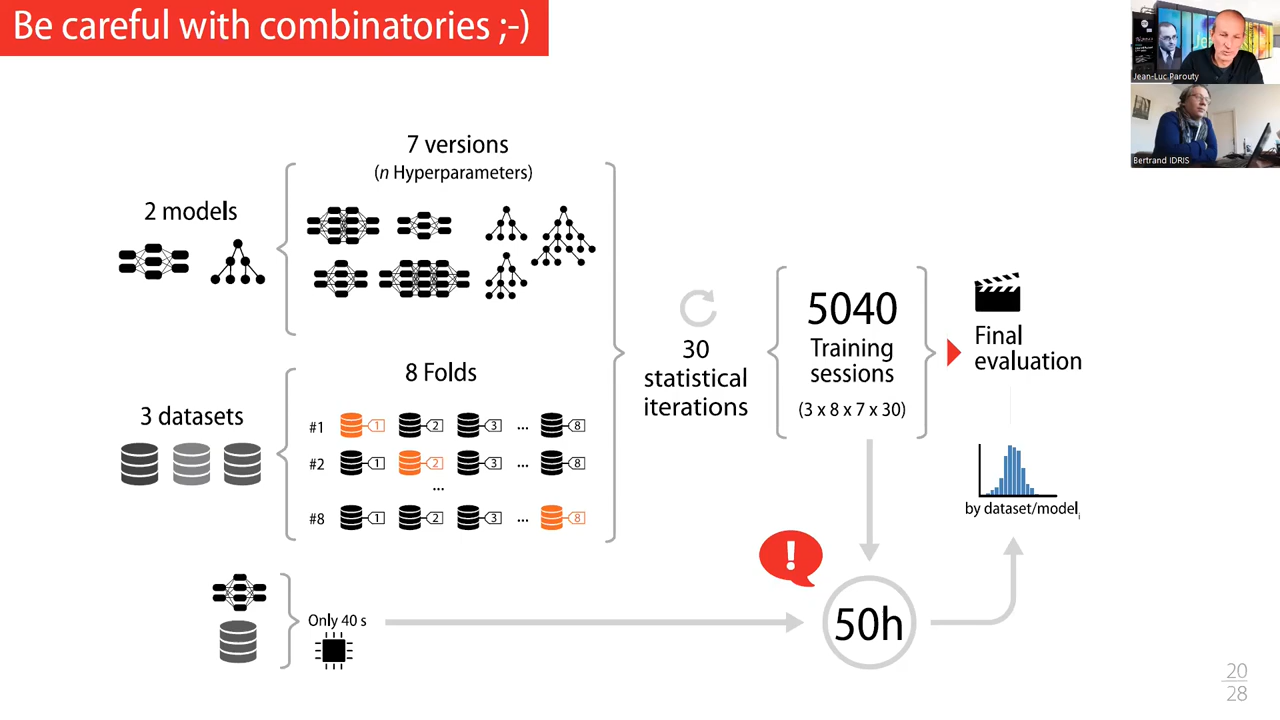 Be careful with combinatories ;-)
Jean-Luc Parouty
Bertrand IDRIS
7 versions
(n Hyperparameters)
2 models
8 Folds
3 datasets
#1
1
2
3
...
8
#2
1
2
3
...
8
...
#8
1
2
3
...
8
30
statistical
iterations
5040
Training
sessions
(3 x 8 x 7 x 30)
Final
evaluation
by dataset/modeli
!
Only 40 s
50h
20
28